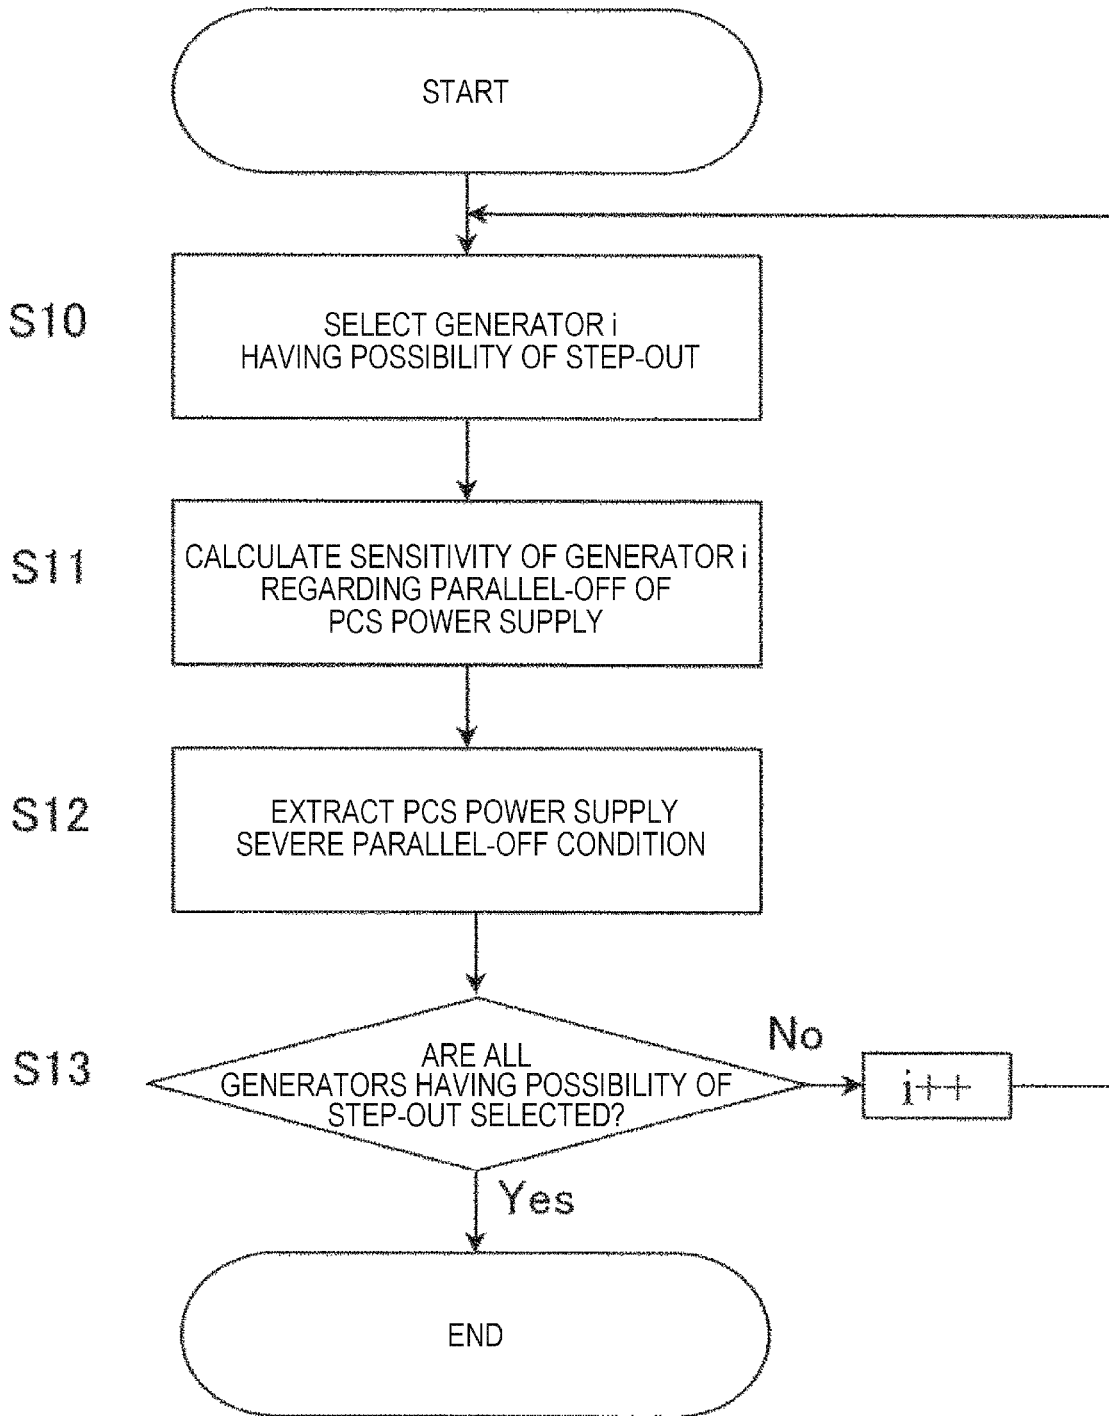 START
S10
SELECT GENERATOR i
HAVING POSSIBILITY OF STEP-OUT
S11
CALCULATE SENSITIVITY OF GENERATOR i
REGARDING PARALLEL-OFF OF
PCS POWER SUPPLY
S12
EXTRACT PCS POWER SUPPLY
SEVERE PARALLEL-OFF CONDITION
S13
ARE ALL
GENERATORS HAVING POSSIBILITY OF
STEP-OUT SELECTED?
No
i++
Yes
END